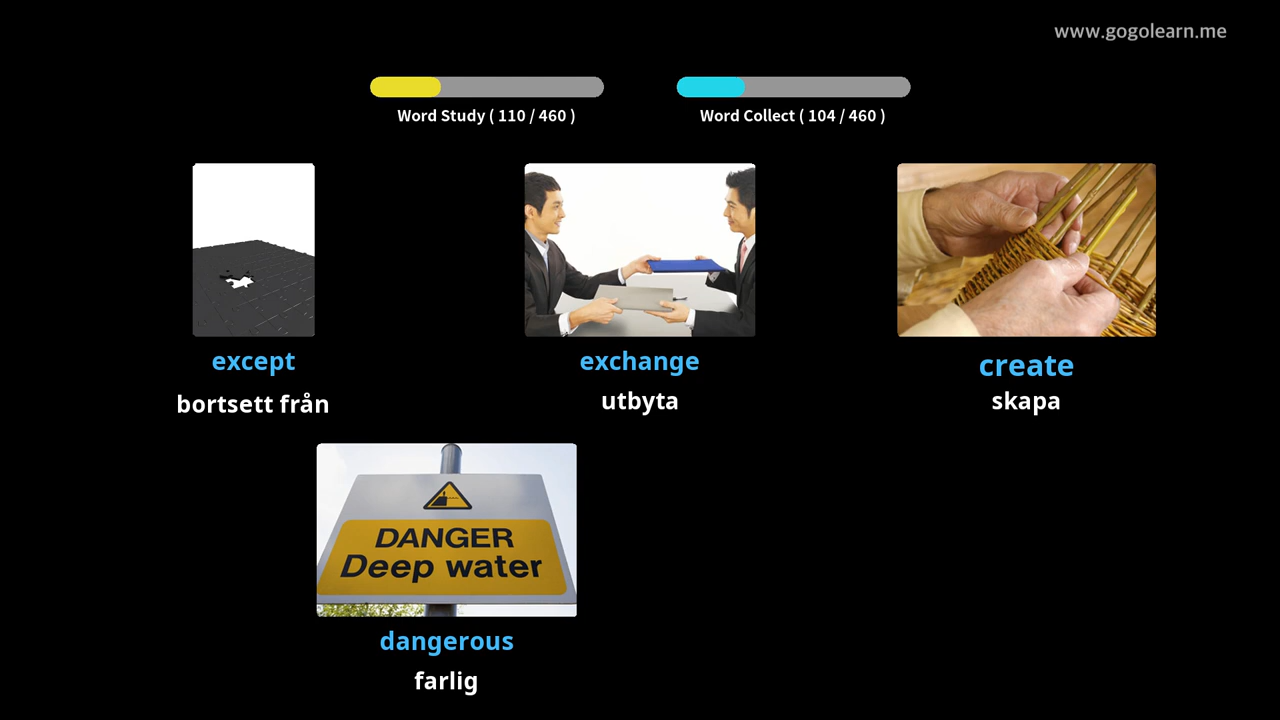 www.gogolearn.me
Word Study ( 110 / 460 )
Word Collect ( 104 / 460 )
except
bortsett från
exchange
utbyta
create
skapa
DANGER
Deep water
dangerous
farlig